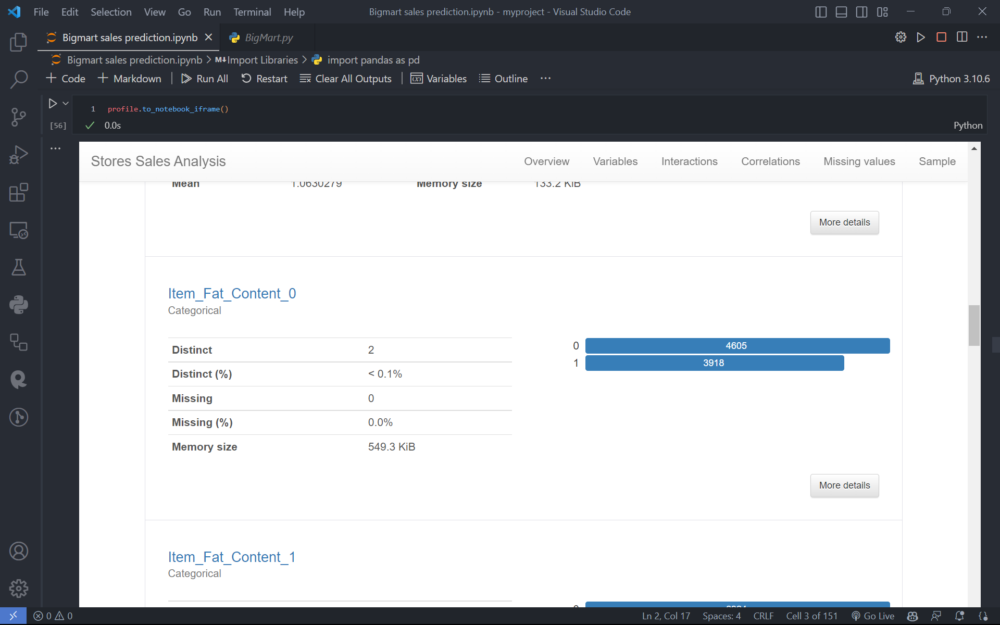 File Edit Selection View Go Run Terminal Help
Bigmart sales prediction.ipynb - myproject - Visual Studio Code
Bigmart sales prediction.ipynb
BigMart.py
Bigmart sales prediction.ipynb > M↓Import Libraries > import pandas as pd
+ Code + Markdown Run All Restart Clear All Outputs Variables Outline ...
Python 3.10.6
1 profile.to_notebook_iframe()
[56] 0.0s
Python
...
Stores Sales Analysis
Overview Variables Interactions Correlations Missing values Sample
Mean 1.0630279 Memory size 133.2 KiB
More details
Item_Fat_Content_0
Categorical
Distinct 2
Distinct (%) < 0.1%
Missing 0
Missing (%) 0.0%
Memory size 549.3 KiB
0 4605
1 3918
More details
Item_Fat_Content_1
Categorical
0 0
Ln 2, Col 17 Spaces: 4 CRLF Cell 3 of 151 Go Live